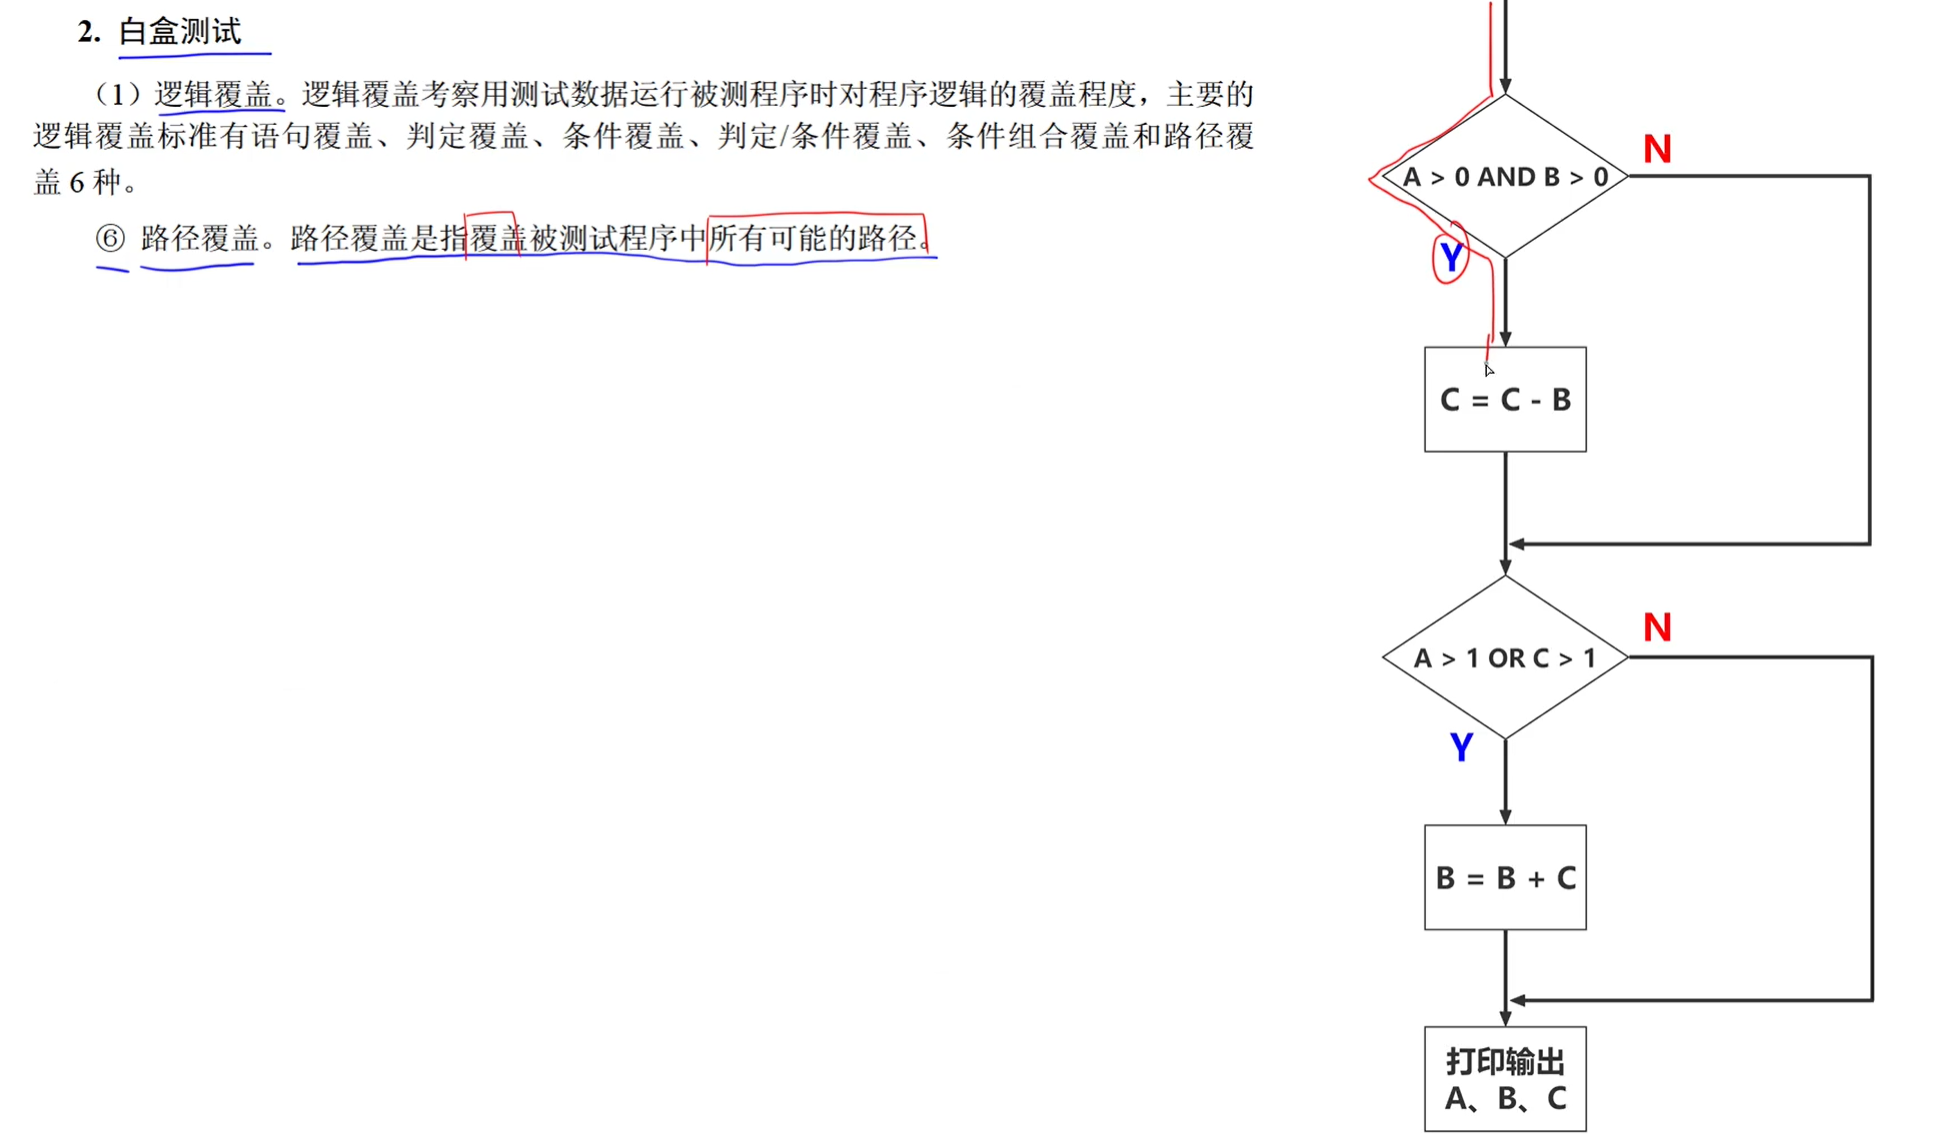 2. 白盒测试
（1）逻辑覆盖。逻辑覆盖考察用测试数据运行被测程序时对程序逻辑的覆盖程度，主要的
逻辑覆盖标准有语句覆盖、判定覆盖、条件覆盖、判定/条件覆盖、条件组合覆盖和路径覆
盖 6 种。
⑥ 路径覆盖。路径覆盖是指覆盖被测试程序中所有可能的路径。
A > 0 AND B > 0
N
Y
C = C - B
A > 1 OR C > 1
N
Y
B = B + C
打印输出
A、B、C